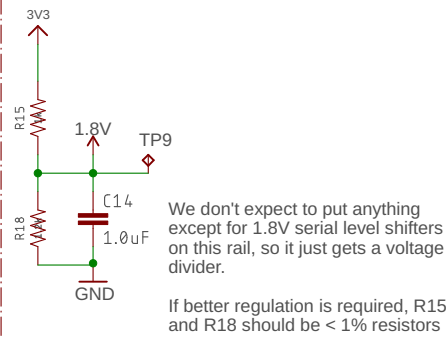 3V3
R15
1.8V
TP9
C14
R18
1.0uF
GND
We don't expect to put anything
except for 1.8V serial level shifters
on this rail, so it just gets a voltage
divider.
If better regulation is required, R15
and R18 should be < 1% resistors